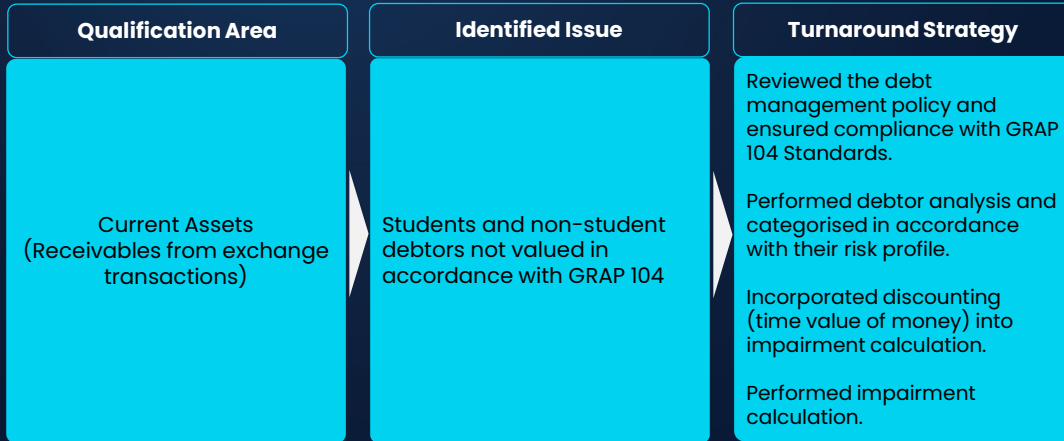 Qualification Area
Identified Issue
Turnaround Strategy
Current Assets
(Receivables from exchange
transactions)
Students and non-student
debtors not valued in
accordance with GRAP 104
Reviewed the debt
management policy and
ensured compliance with GRAP
104 Standards.
Performed debtor analysis and
categorised in accordance
with their risk profile.
Incorporated discounting
(time value of money) into
impairment calculation.
Performed impairment
calculation.